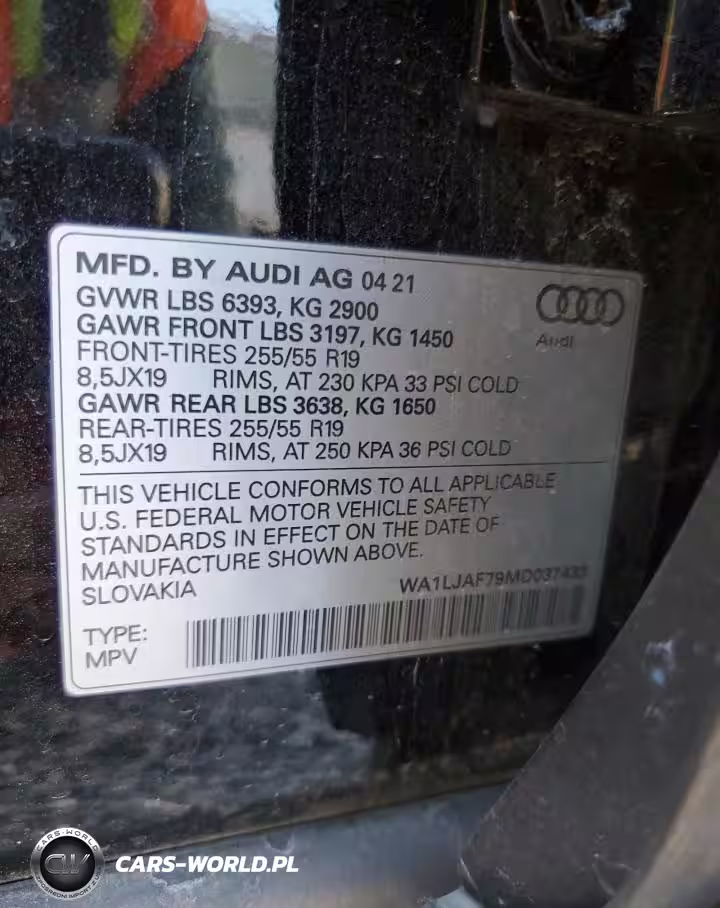 MFD. BY AUDI AG 04 21
GVWR LBS 6393, KG 2900
GAWR FRONT LBS 3197, KG 1450
FRONT-TIRES 255/55 R19
8,5JX19 RIMS, AT 230 KPA 33 PSI COLD
GAWR REAR LBS 3638, KG 1650
REAR-TIRES 255/55 R19
8,5JX19 RIMS, AT 250 KPA 36 PSI COLD
Audi
THIS VEHICLE CONFORMS TO ALL APPLICABLE
U.S. FEDERAL MOTOR VEHICLE SAFETY
STANDARDS IN EFFECT ON THE DATE OF
MANUFACTURE SHOWN ABOVE.
SLOVAKIA
WA1LJAF79MD037433
TYPE:
MPV
CARS-WORLD
CARS-WORLD.PL